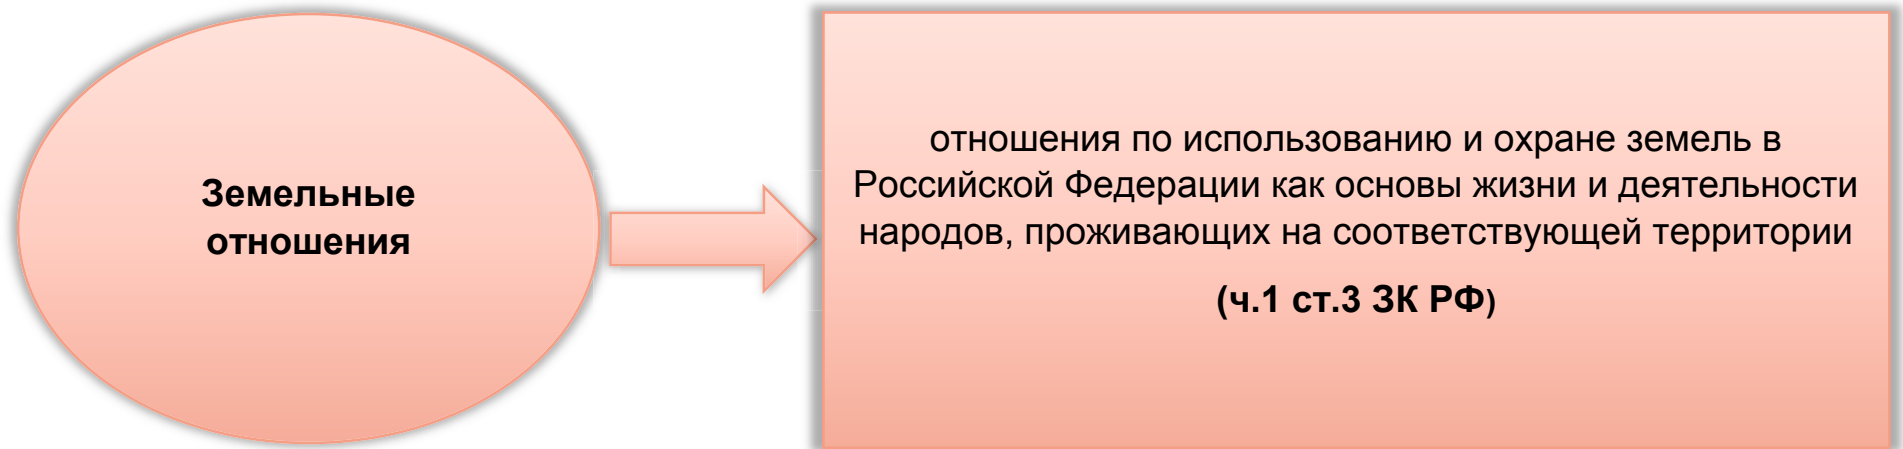 Земельные
отношения
отношения по использованию и охране земель в
Российской Федерации как основы жизни и деятельности
народов, проживающих на соответствующей территории
(ч.1 ст.3 ЗК РФ)